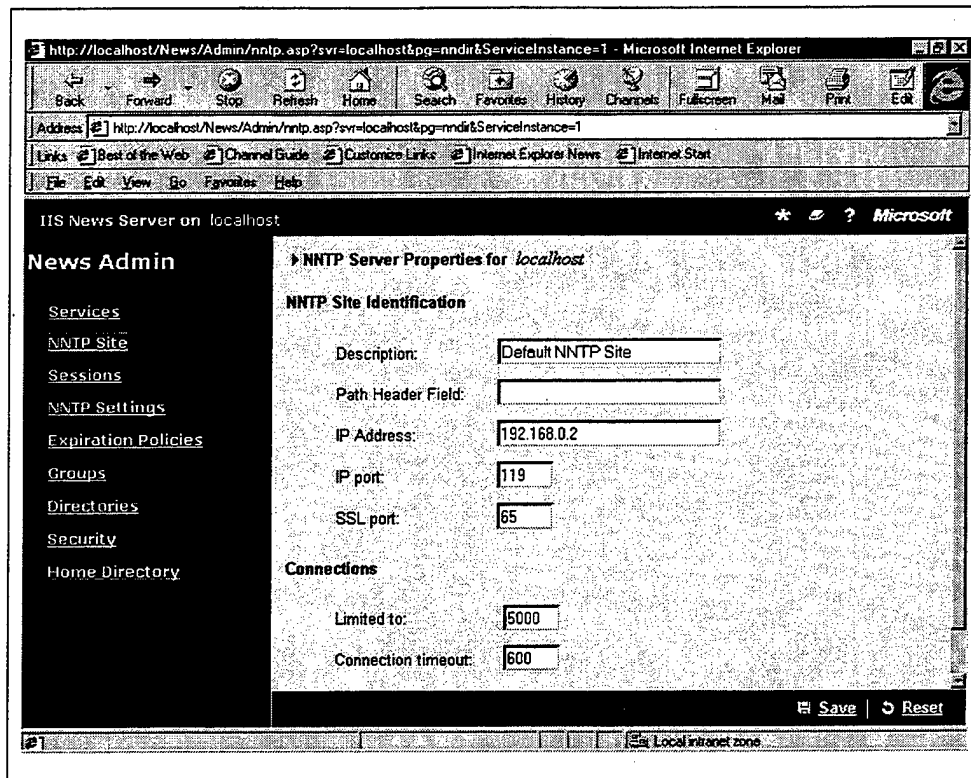 http://localhost/News/Admin/nntp.asp?svr=localhost&pg=nndir&ServiceInstance=1 - Microsoft Internet Explorer
Back Forward Stop Refresh Home Search Favorites History Channels Fullscreen Mail Print Edit
Address http://localhost/News/Admin/nntp.asp?svr=localhost&pg=nndir&ServiceInstance=1
Links Best of the Web Channel Guide Customize Links Internet Explorer News Internet Start
File Edit View Go Favorites Help
IIS News Server on localhost
? Microsoft
News Admin
Services
NNTP Site
Sessions
NNTP Settings
Expiration Policies
Groups
Directories
Security
Home Directory
NNTP Server Properties for localhost
NNTP Site Identification
Description: Default NNTP Site
Path Header Field:
IP Address: 192.168.0.2
IP port: 119
SSL port: 65
Connections
Limited to: 5000
Connection timeout: 600
Save | Reset
Local intranet zone